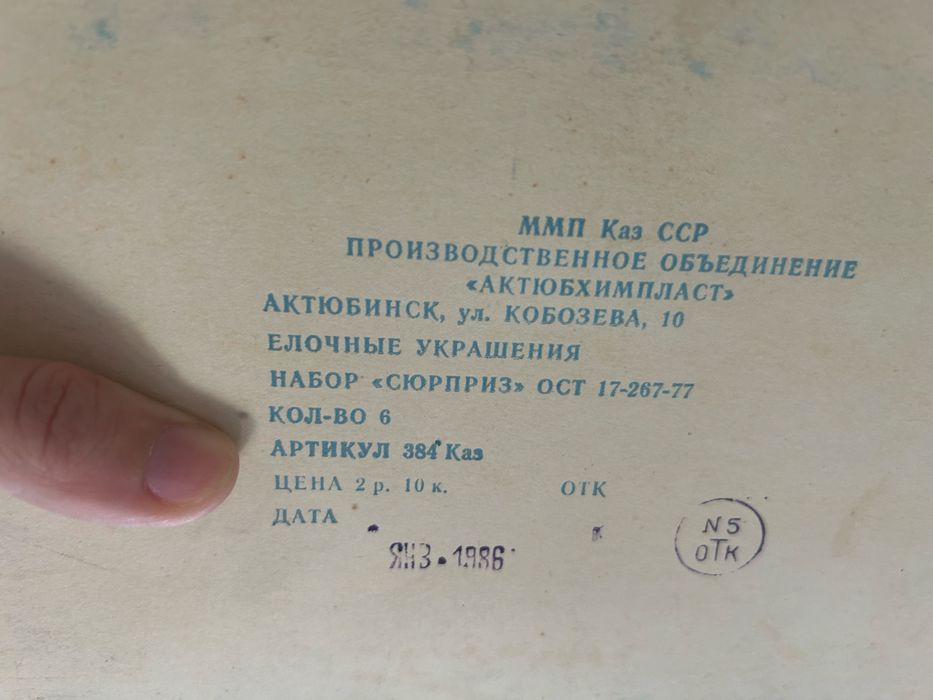 ММП Каз ССР
ПРОИЗВОДСТВЕННОЕ ОБЪЕДИНЕНИЕ
«АКТЮБХИМПЛАСТ»
АКТЮБИНСК, ул. КОБОЗЕВА, 10
ЕЛОЧНЫЕ УКРАШЕНИЯ
НАБОР «СЮРПРИЗ» ОСТ 17-267-77
КОЛ-ВО 6
АРТИКУЛ 384 Каз
ЦЕНА 2 р. 10 к. ОТК
ДАТА
ЯНВ • 1986
N 5
ОТК